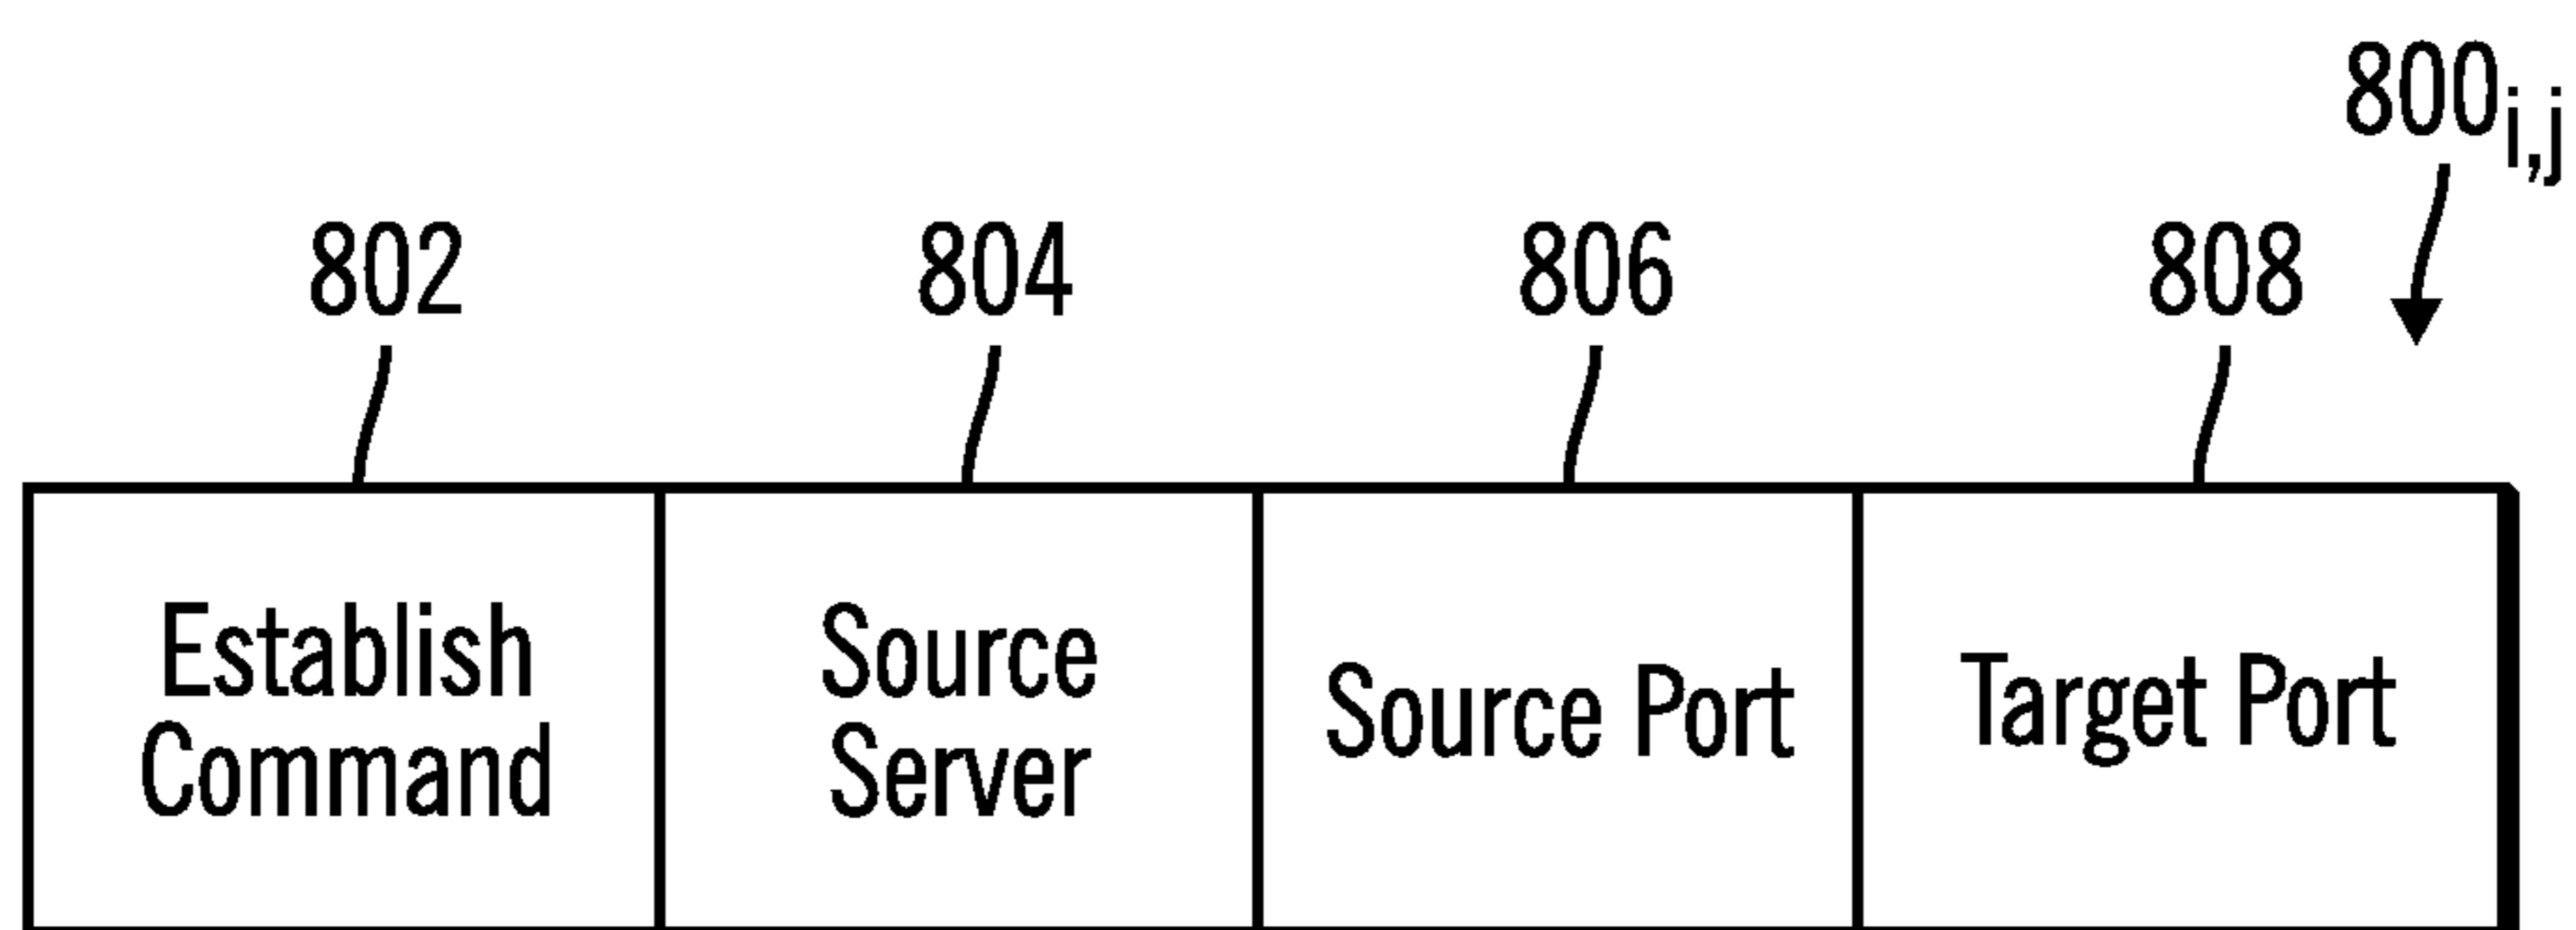 800i,j
802 804 806 808
Establish Command
Source Server
Source Port
Target Port